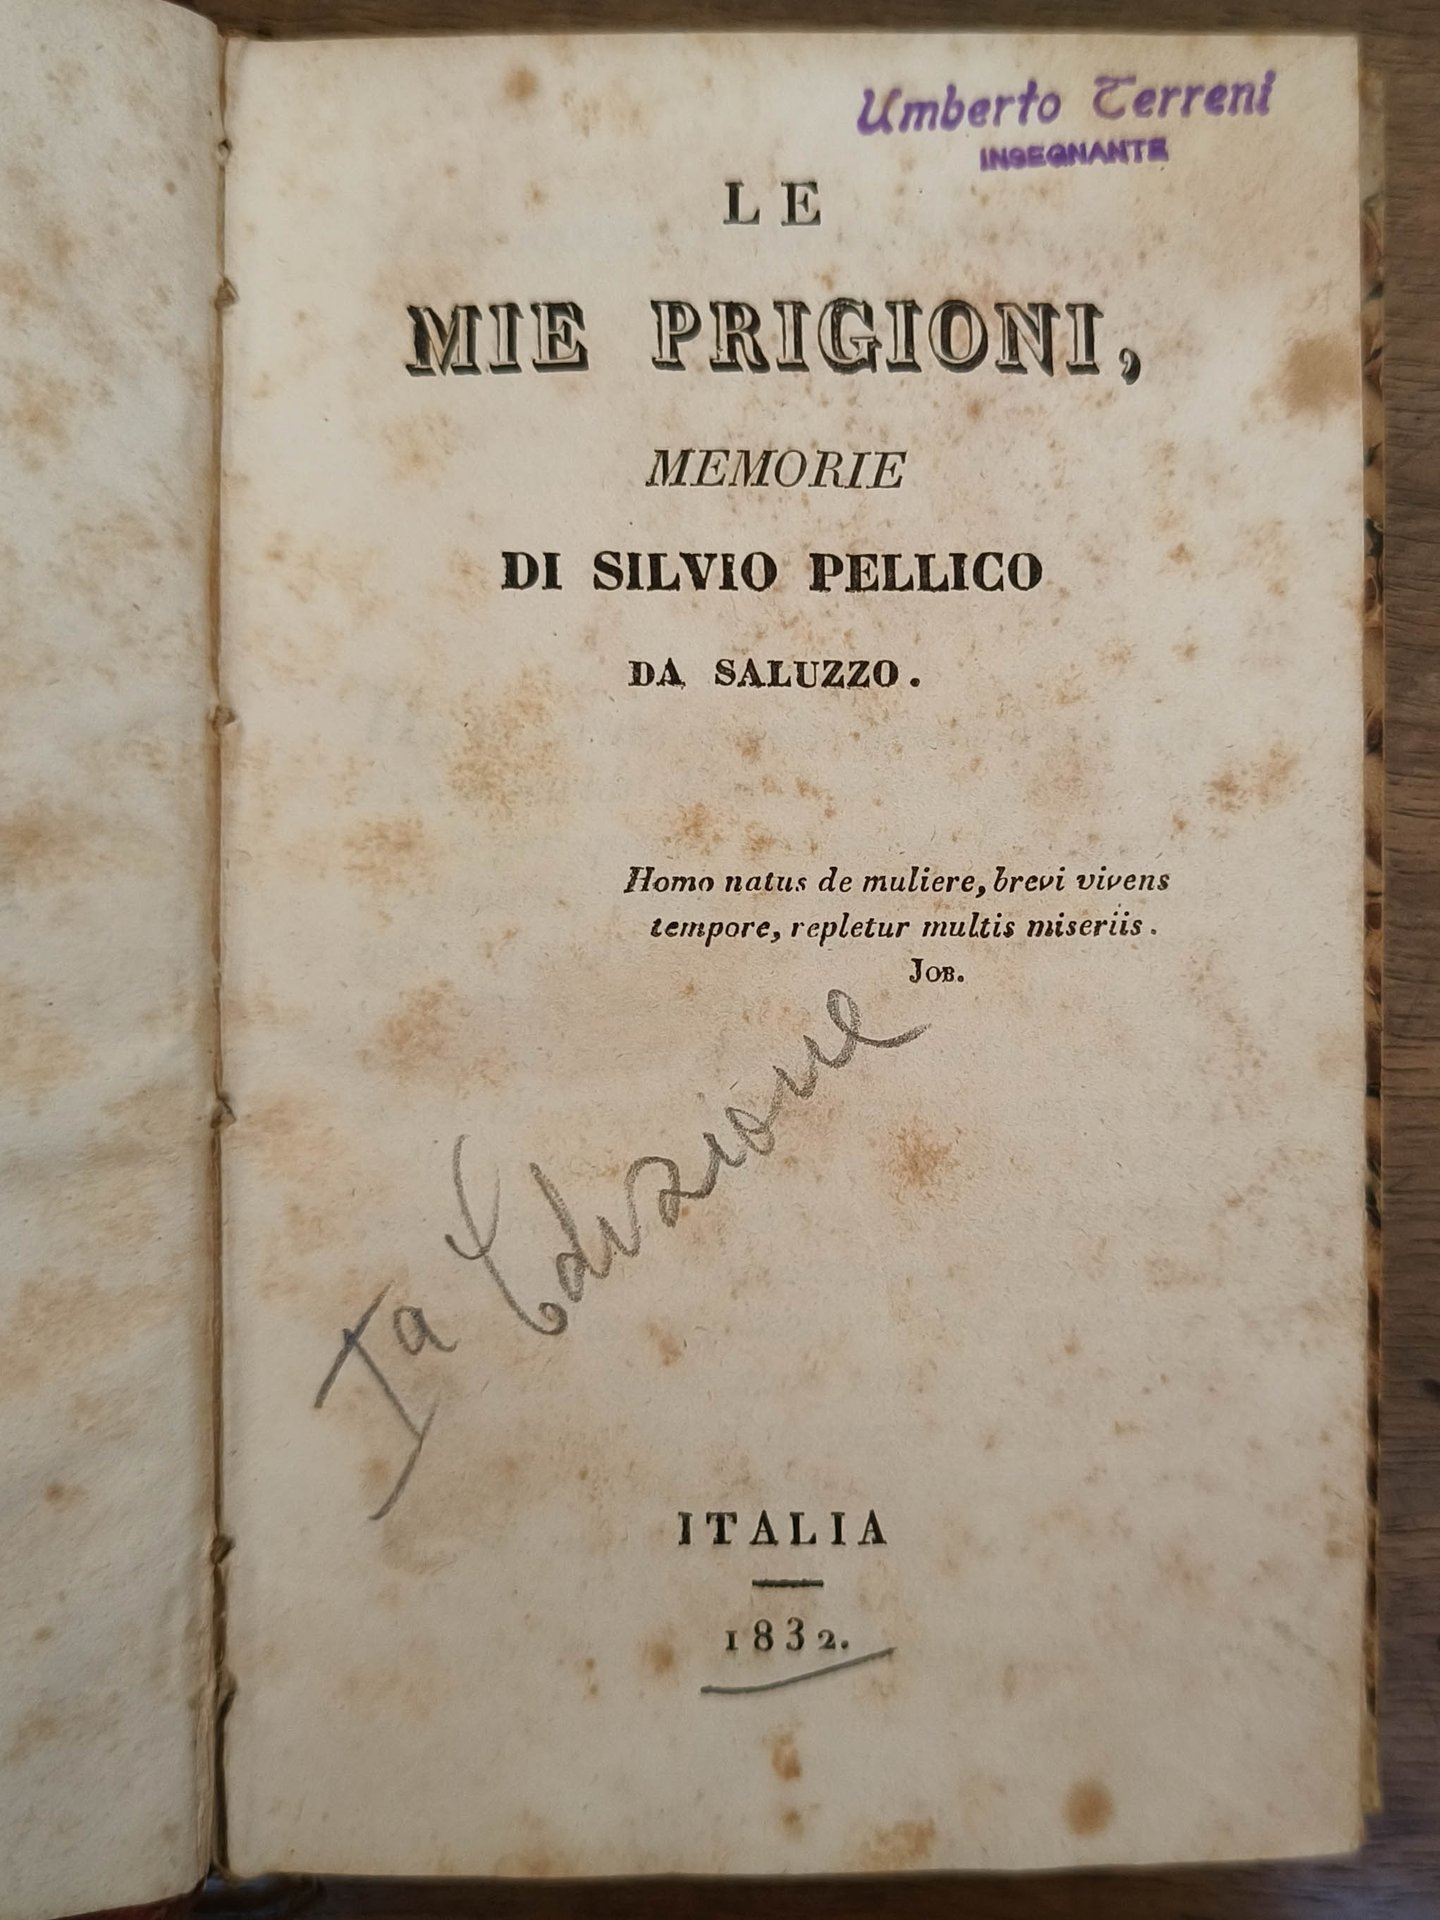 Umberto Terreni
INSEGNANTE
LE
MIE PRIGIONI,
MEMORIE
DI SILVIO PELLICO
DA SALUZZO.
Homo natus de muliere, brevi vivens
tempore, repletur multis miseriis.
JOB.
Ia Edizione
ITALIA
1832.